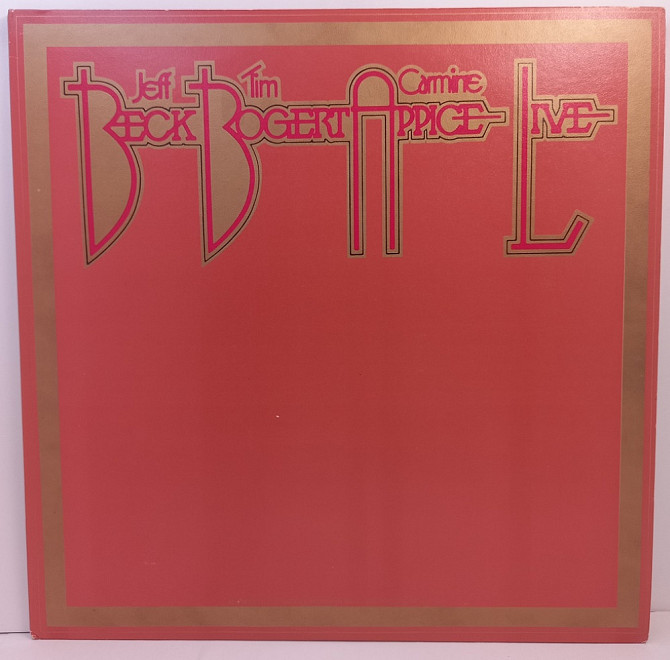 Jeff Tim Carmine
BECK BOGERT APPICE LIVE